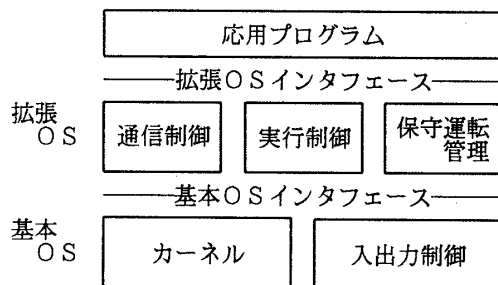 応用プログラム
拡張OSインタフェース
拡張
OS
通信制御
実行制御
保守運転
管理
基本OSインタフェース
基本
OS
カーネル
入出力制御